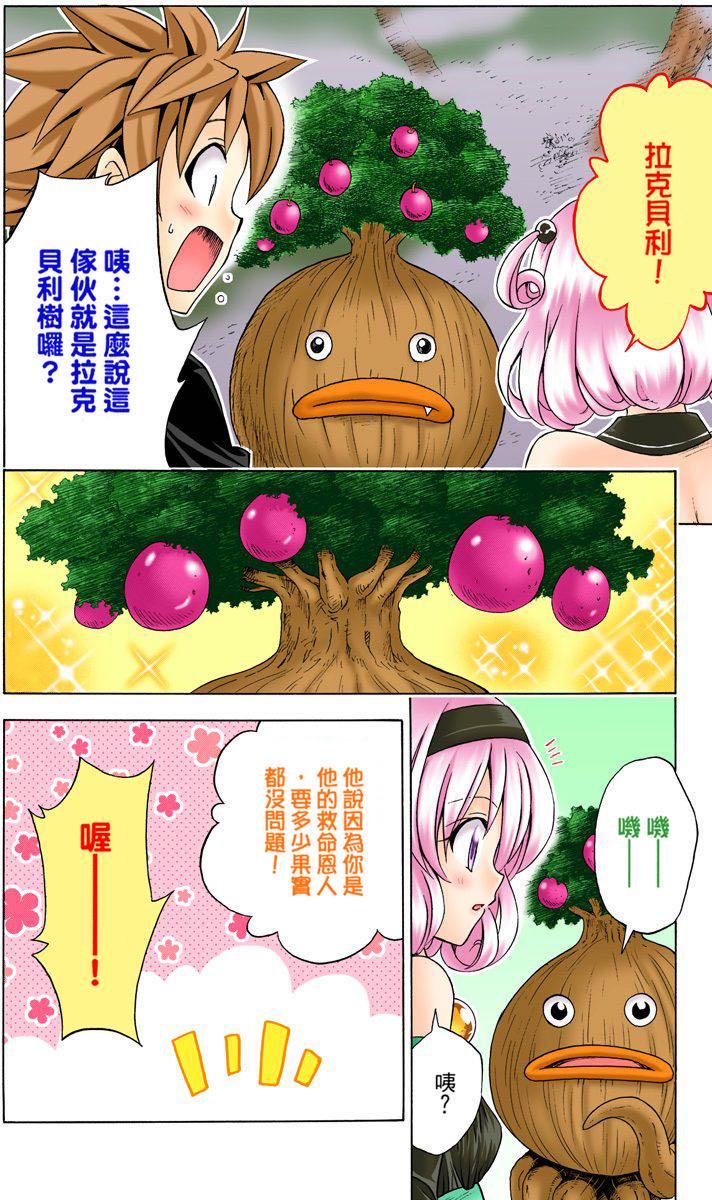 拉克貝利！
咦…這麼說這
傢伙就是拉克
貝利樹囉？
嘰——
嘰——
咦？
他說因為你是
他的救命恩人
，要多少果實
都沒問題！
喔———！